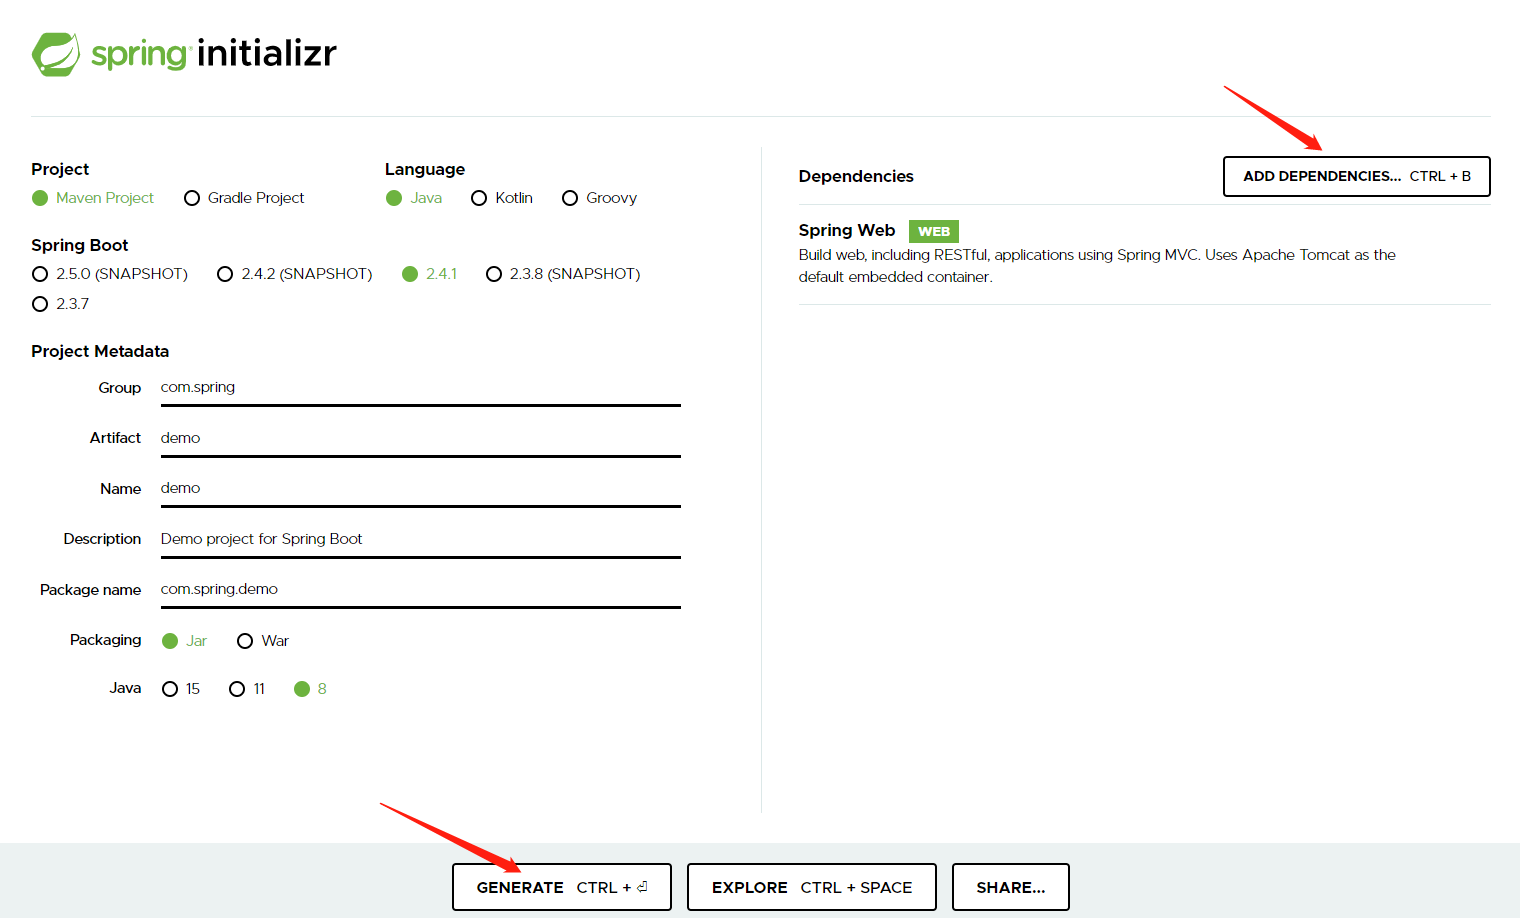 spring initializr
Project
Maven Project Gradle Project
Language
Java Kotlin Groovy
Spring Boot
2.5.0 (SNAPSHOT) 2.4.2 (SNAPSHOT) 2.4.1 2.3.8 (SNAPSHOT)
2.3.7
Project Metadata
Group com.spring
Artifact demo
Name demo
Description Demo project for Spring Boot
Package name com.spring.demo
Packaging Jar War
Java 15 11 8
Dependencies
ADD DEPENDENCIES... CTRL + B
Spring Web WEB
Build web, including RESTful, applications using Spring MVC. Uses Apache Tomcat as the
default embedded container.
GENERATE CTRL + ⏎
EXPLORE CTRL + SPACE
SHARE...